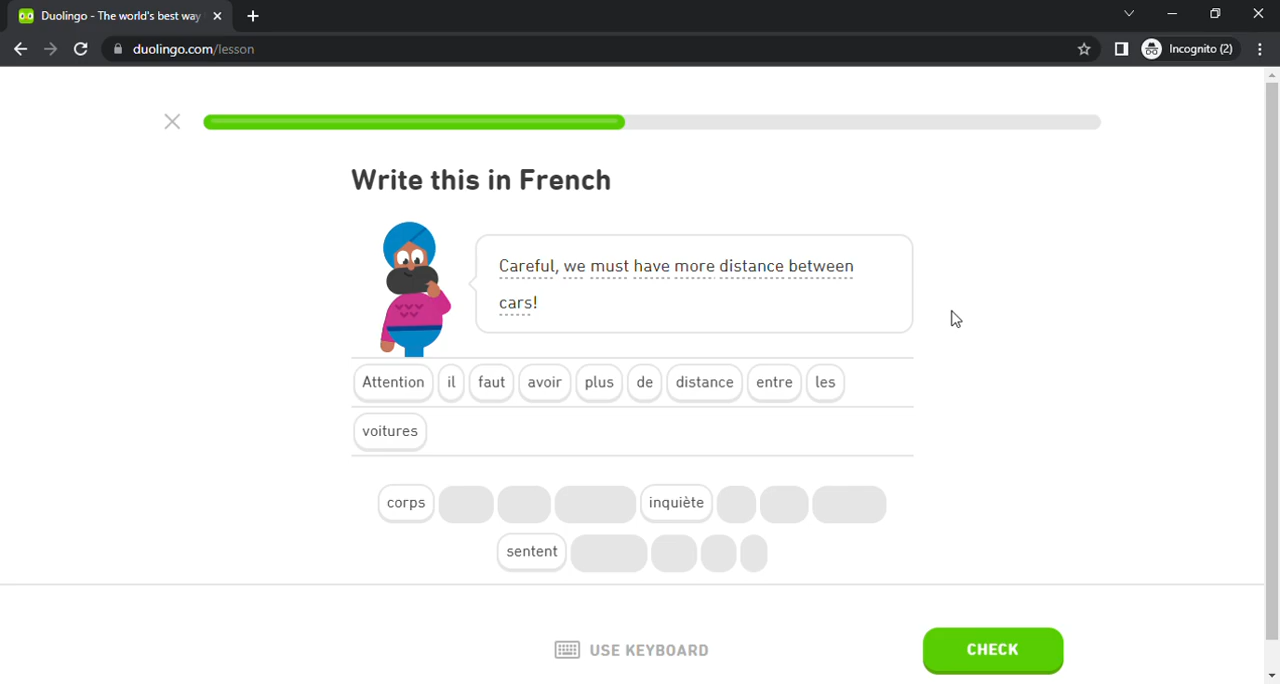 Duolingo - The world's best way
duolingo.com/lesson
Incognito (2)
Write this in French
Careful, we must have more distance between
cars!
Attention il faut avoir plus de distance entre les
voitures
corps inquiète
sentent
USE KEYBOARD
CHECK